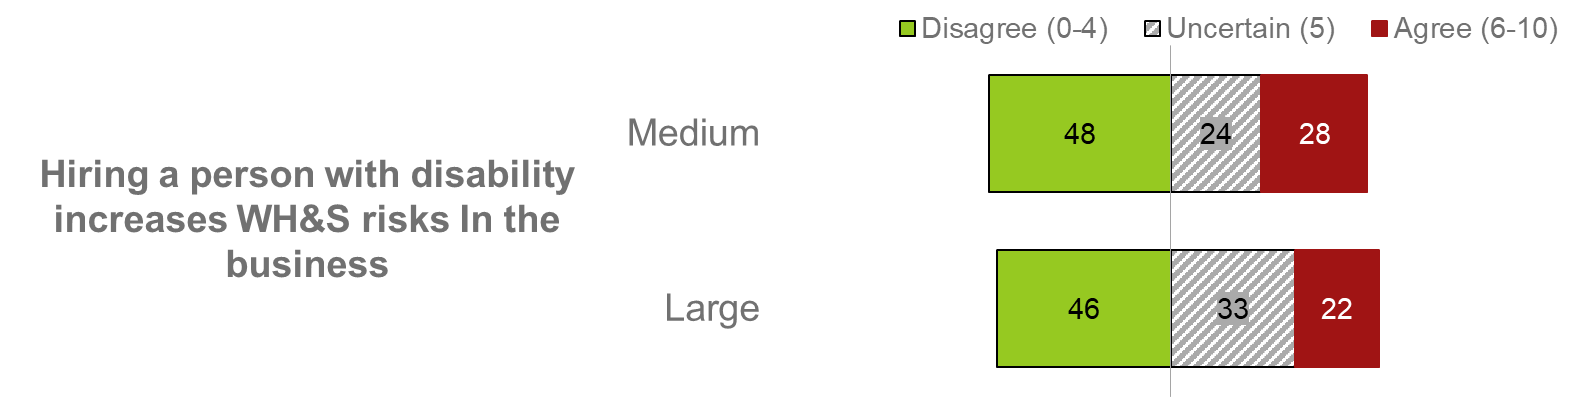 Disagree (0-4) Uncertain (5) Agree (6-10)
Medium 48 24 28
Hiring a person with disability
increases WH&S risks In the
business
Large 46 33 22